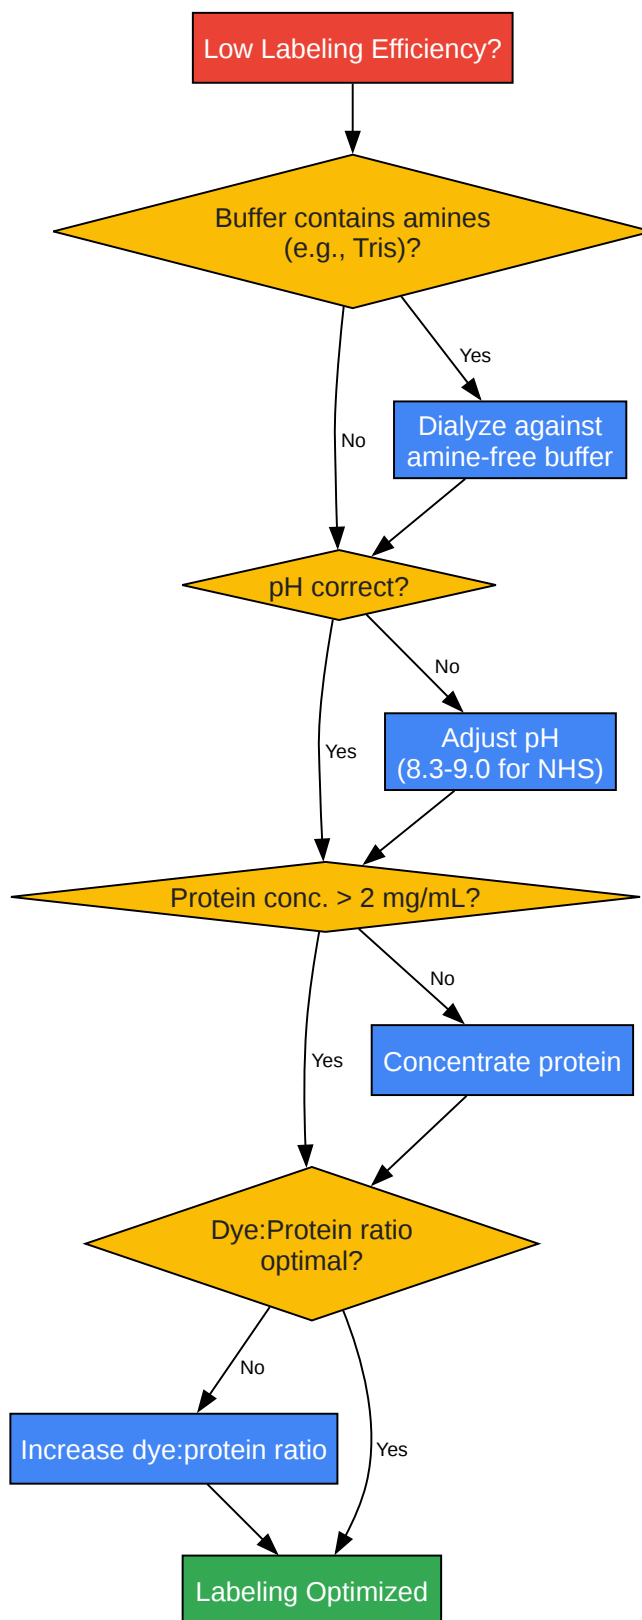 Low Labeling Efficiency?
Buffer contains amines
(e.g., Tris)?
Yes
No
Dialyze against
amine-free buffer
pH correct?
No
Yes
Adjust pH
(8.3-9.0 for NHS)
Protein conc. > 2 mg/mL?
No
Yes
Concentrate protein
Dye:Protein ratio
optimal?
No
Yes
Increase dye:protein ratio
Labeling Optimized